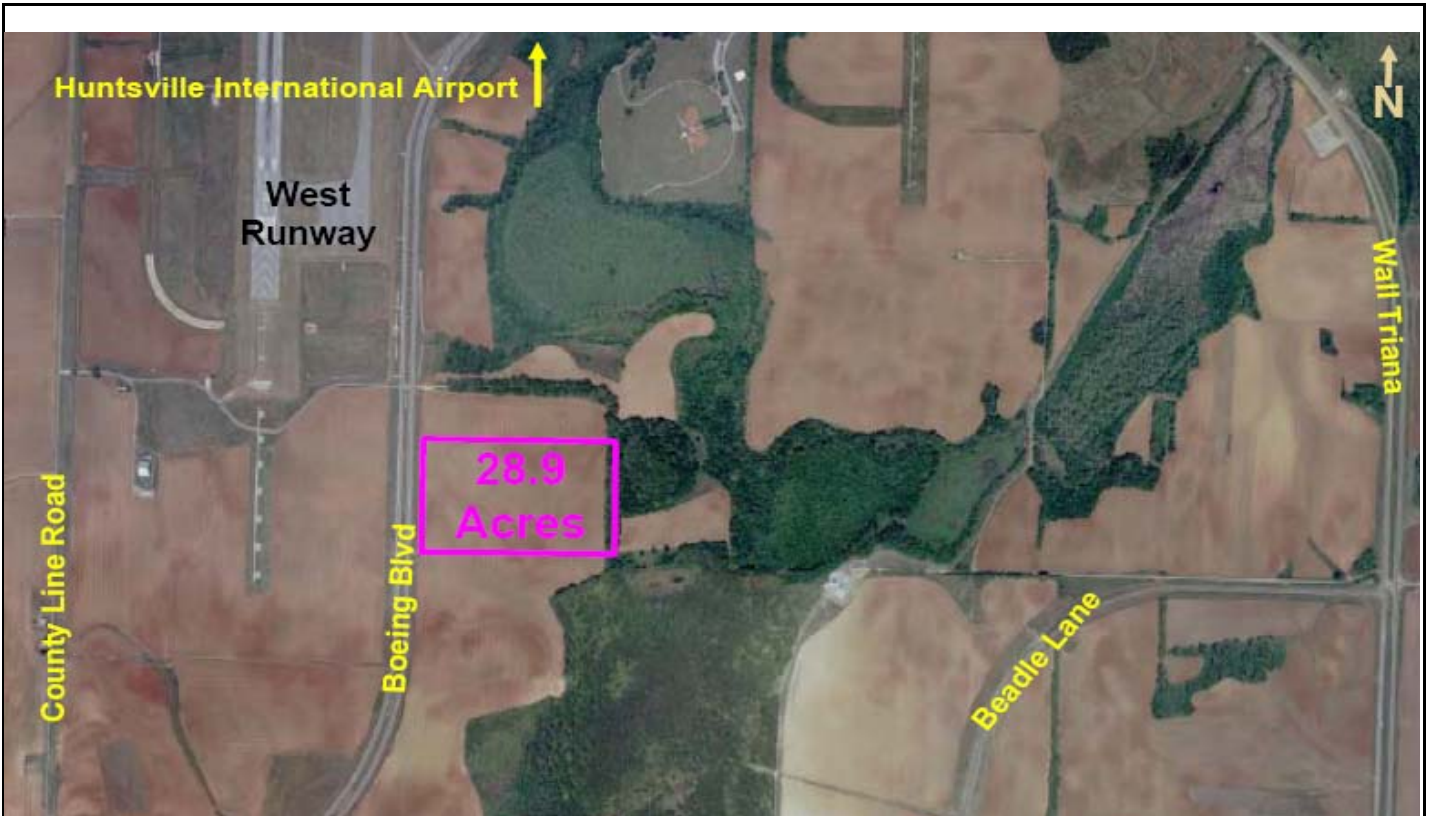 Huntsville International Airport
N
West
Runway
Wall Triana
28.9
Acres
County Line Road
Boeing Blvd
Beadle Lane